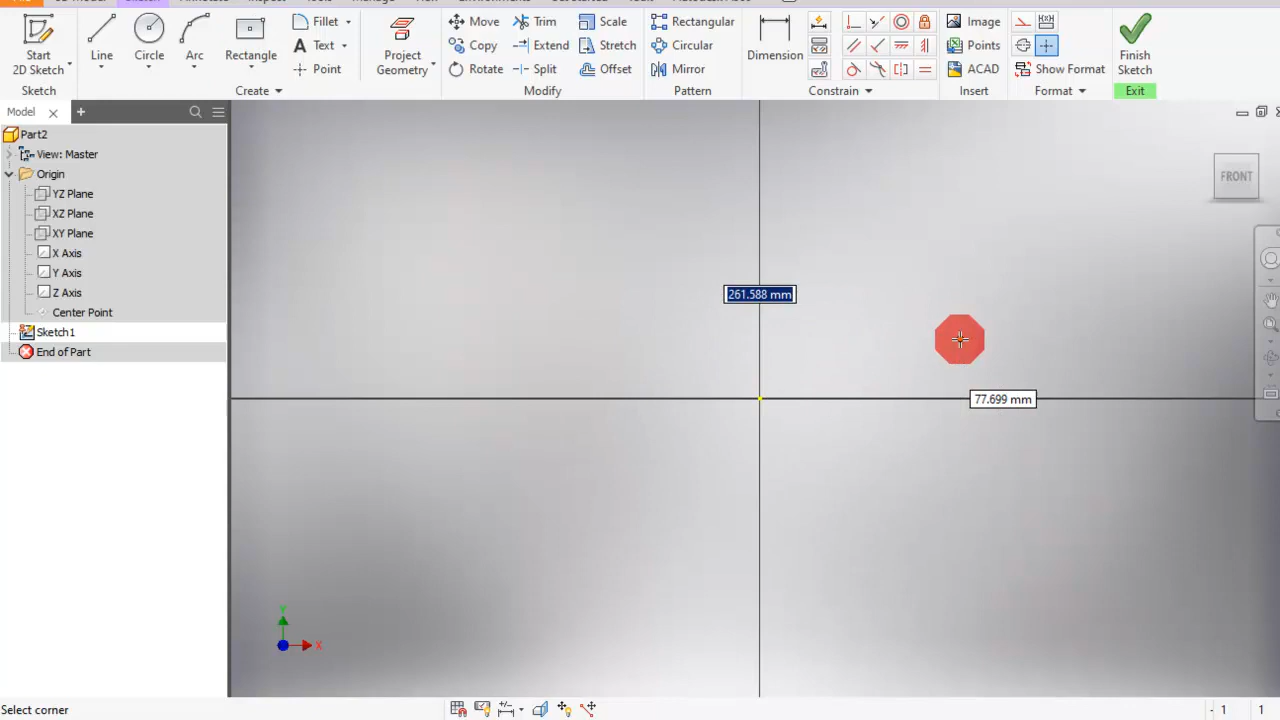 Start
2D Sketch
Line
Circle
Arc
Rectangle
Fillet
Text
Point
Project
Geometry
Move
Copy
Rotate
Trim
Extend
Split
Scale
Stretch
Offset
Rectangular
Circular
Mirror
Dimension
Image
Points
ACAD
Show Format
Finish
Sketch
Sketch
Create
Modify
Pattern
Constrain
Insert
Format
Exit
Model
Part2
View: Master
Origin
YZ Plane
XZ Plane
XY Plane
X Axis
Y Axis
Z Axis
Center Point
Sketch1
End of Part
FRONT
261.588 mm
77.699 mm
Y
X
Select corner
- 1 1